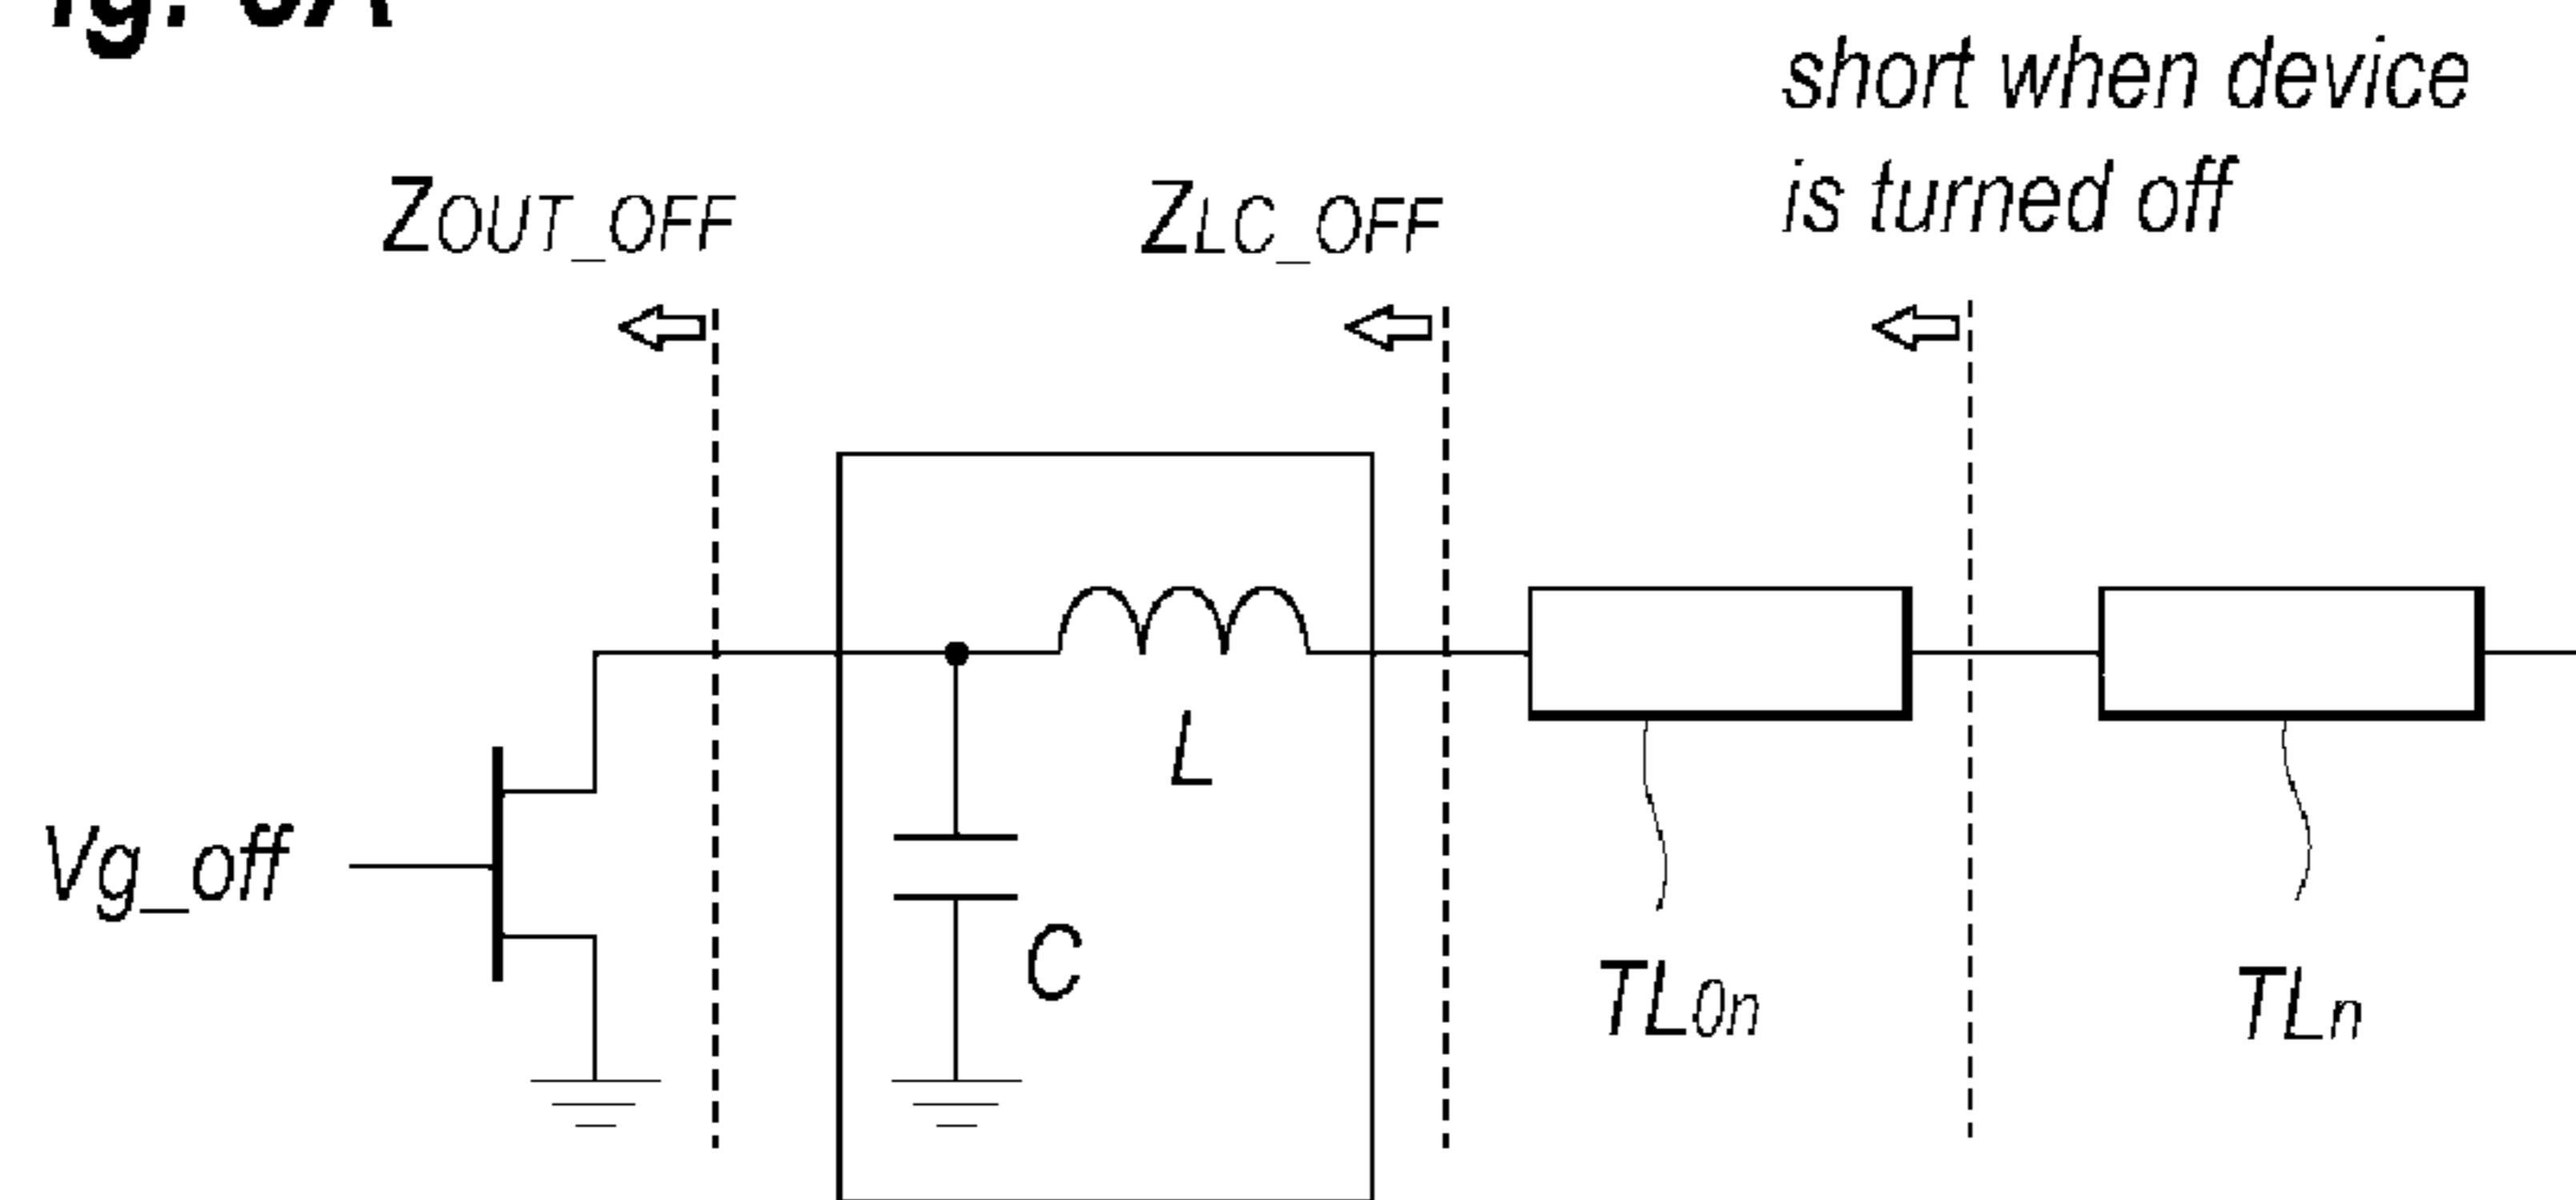 short when device
is turned off
ZOUT_OFF
ZLC_OFF
L
Vg_off
C
TL0n
TLn